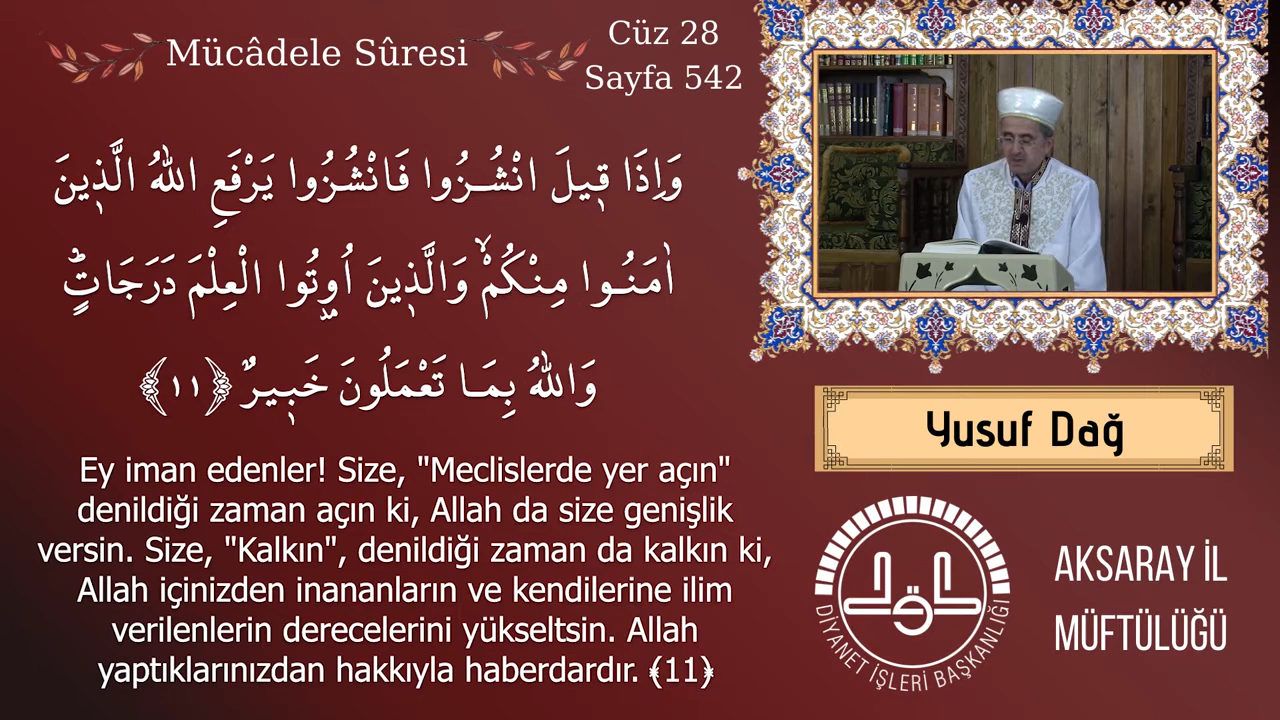 Mücâdele Sûresi
Cüz 28
Sayfa 542
وَاِذَا ق۪يلَ انْشُـزُوا فَانْشُزُوا يَرْفَعِ اللّٰهُ الَّذ۪ينَ
اٰمَنُـوا مِنْكُمْۙ وَالَّذ۪ينَ اُو۫تُوا الْعِلْمَ دَرَجَاتٍۜ
وَاللّٰهُ بِمَـا تَعْمَلُونَ خَب۪يرٌ ﴿١١﴾
Ey iman edenler! Size, "Meclislerde yer açın"
denildiği zaman açın ki, Allah da size genişlik
versin. Size, "Kalkın", denildiği zaman da kalkın ki,
Allah içinizden inananların ve kendilerine ilim
verilenlerin derecelerini yükseltsin. Allah
yaptıklarınızdan hakkıyla haberdardır. ﴾11﴿
Yusuf Dağ
DİYANET İŞLERİ BAŞKANLIĞI
AKSARAY İL
MÜFTÜLÜĞÜ